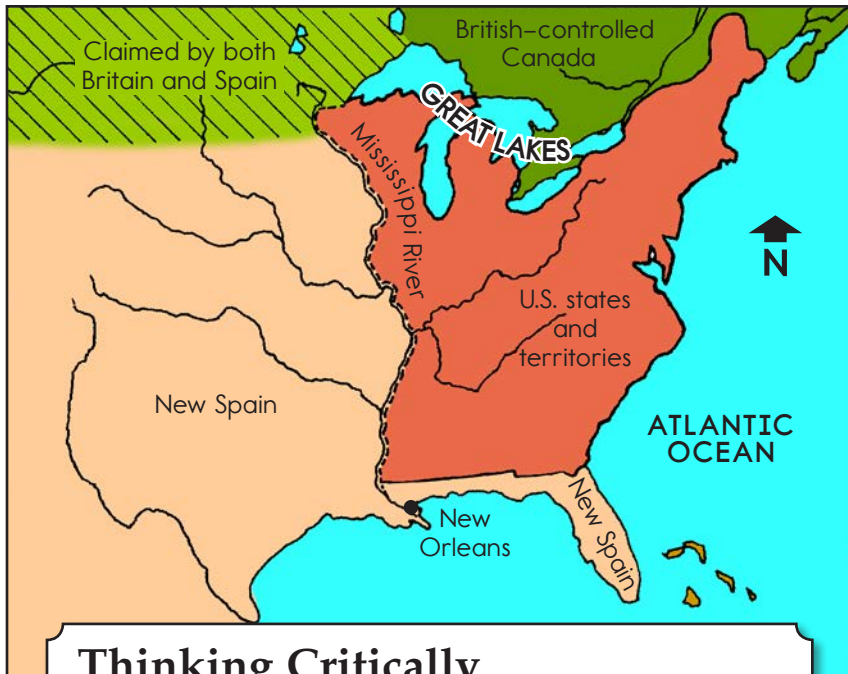 Claimed by both
Britain and Spain
British-controlled
Canada
GREAT LAKES
Mississippi River
N
U.S. states
and
territories
New Spain
ATLANTIC
OCEAN
New
Orleans
New Spain
Thinking Critically